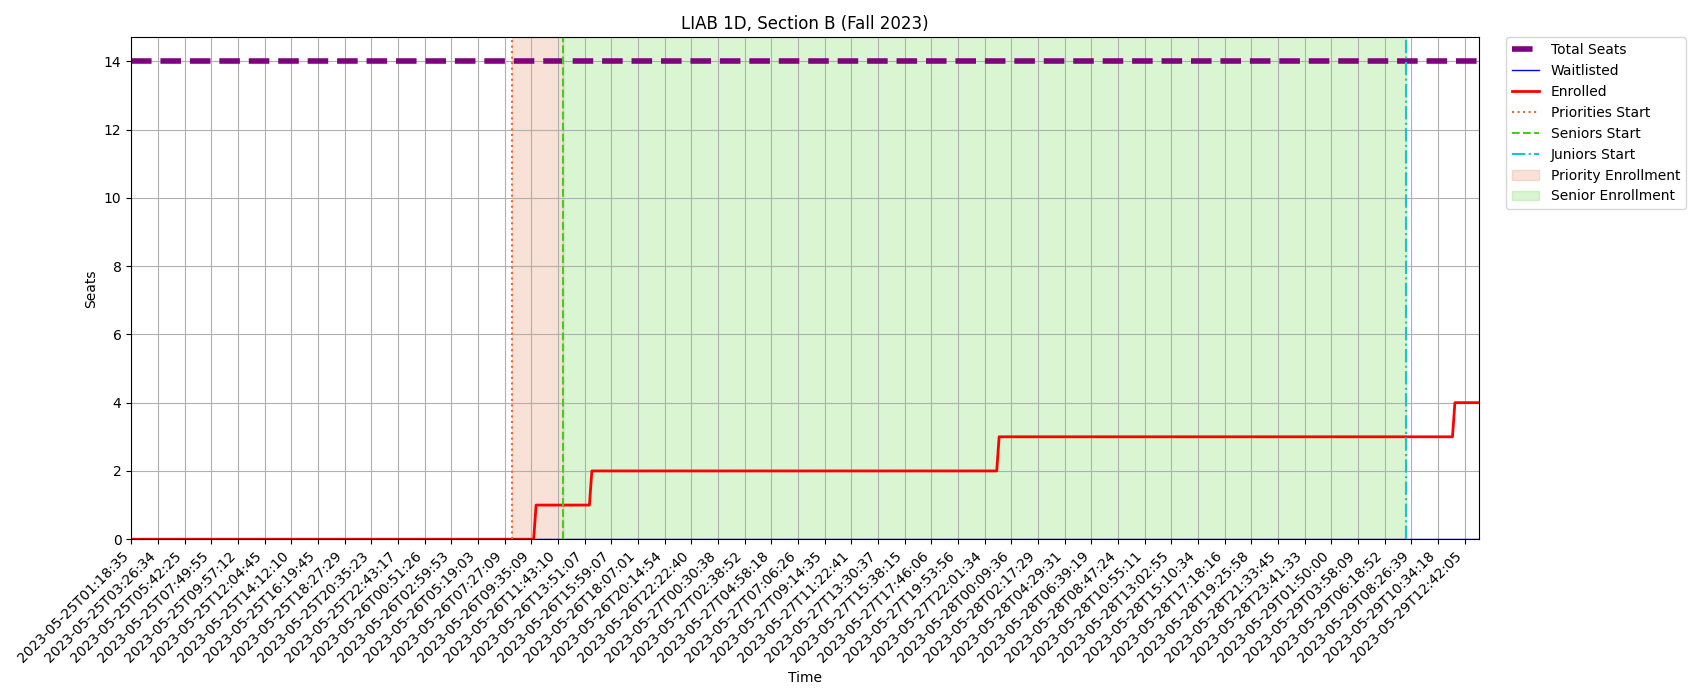 LIAB 1D, Section B (Fall 2023)
Total Seats
Waitlisted
Enrolled
Priorities Start
Seniors Start
Juniors Start
Priority Enrollment
Senior Enrollment
Seats
14
12
10
8
6
4
2
0
2023-05-25T01:18:35
2023-05-25T03:26:34
2023-05-25T05:42:25
2023-05-25T07:49:55
2023-05-25T09:57:12
2023-05-25T12:04:45
2023-05-25T14:12:10
2023-05-25T16:19:45
2023-05-25T18:27:29
2023-05-25T20:35:23
2023-05-25T22:43:17
2023-05-26T00:51:26
2023-05-26T02:59:53
2023-05-26T05:19:03
2023-05-26T07:27:09
2023-05-26T09:35:09
2023-05-26T11:43:10
2023-05-26T13:51:07
2023-05-26T15:59:07
2023-05-26T18:07:01
2023-05-26T20:14:54
2023-05-26T22:22:40
2023-05-27T00:30:38
2023-05-27T02:38:52
2023-05-27T04:58:18
2023-05-27T07:06:26
2023-05-27T09:14:35
2023-05-27T11:22:41
2023-05-27T13:30:37
2023-05-27T15:38:15
2023-05-27T17:46:06
2023-05-27T19:53:56
2023-05-27T22:01:34
2023-05-28T00:09:36
2023-05-28T02:17:29
2023-05-28T04:29:31
2023-05-28T06:39:19
2023-05-28T08:47:24
2023-05-28T10:55:11
2023-05-28T13:02:55
2023-05-28T15:10:34
2023-05-28T17:18:16
2023-05-28T19:25:58
2023-05-28T21:33:45
2023-05-28T23:41:33
2023-05-29T01:50:00
2023-05-29T03:58:09
2023-05-29T06:18:52
2023-05-29T08:26:39
2023-05-29T10:34:18
2023-05-29T12:42:05
Time